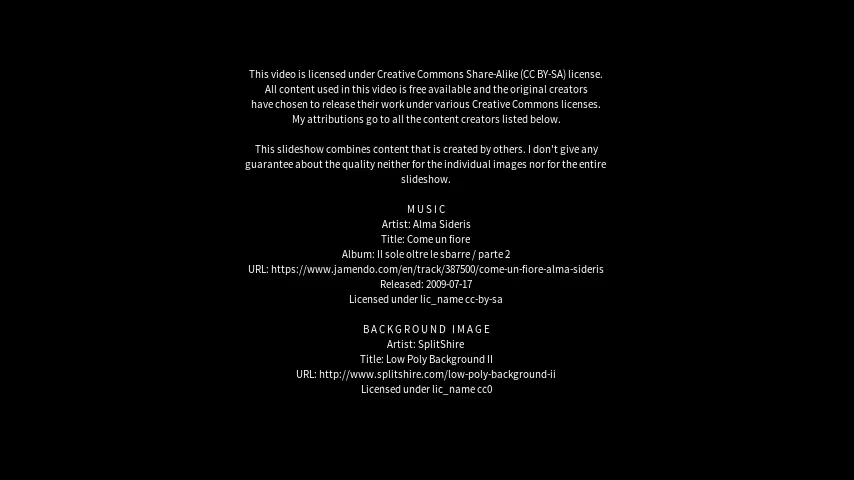 This video is licensed under Creative Commons Share-Alike (CC BY-SA) license.
All content used in this video is free available and the original creators
have chosen to release their work under various Creative Commons licenses.
My attributions go to all the content creators listed below.
This slideshow combines content that is created by others. I don't give any
guarantee about the quality neither for the individual images nor for the entire
slideshow.
MUSIC
Artist: Alma Sideris
Title: Come un fiore
Album: Il sole oltre le sbarre / parte 2
URL: https://www.jamendo.com/en/track/387500/come-un-fiore-alma-sideris
Released: 2009-07-17
Licensed under lic_name cc-by-sa
BACKGROUND IMAGE
Artist: SplitShire
Title: Low Poly Background II
URL: http://www.splitshire.com/low-poly-background-ii
Licensed under lic_name cc0